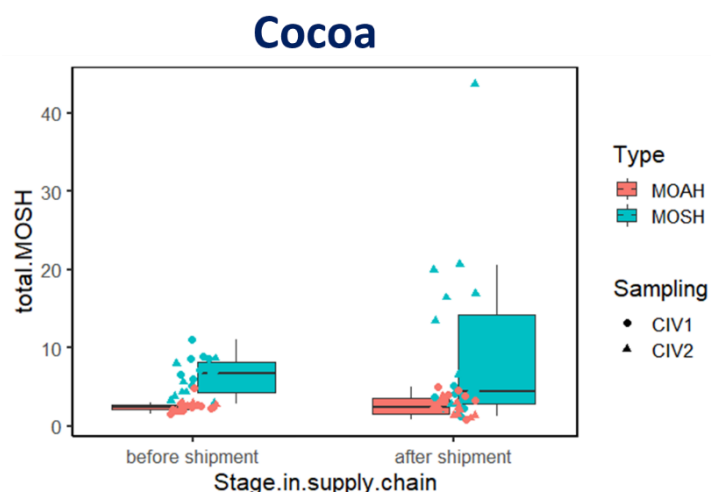 Cocoa
total.MOSH
40
30
20
10
0
before shipment
after shipment
Stage.in.supply.chain
Type
MOAH
MOSH
Sampling
CIV1
CIV2